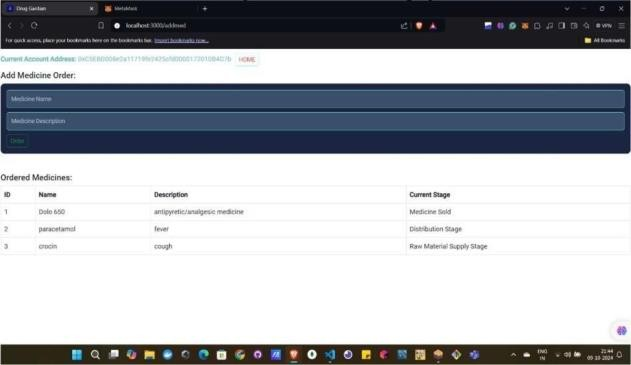 Drug Gardian
MetaMask
localhost:3000/addmed
VPN
For quick access, place your bookmarks here on the bookmarks bar. Import bookmarks now...
All Bookmarks
Current Account Address:
HOME
Add Medicine Order:
Medicine Name
Medicine Description
Order
Ordered Medicines:
ID Name Description Current Stage
1 Dolo 650 antipyretic/analgesic medicine Medicine Sold
2 paracetamol fever Distribution Stage
3 crocin cough Raw Material Supply Stage
ENG 21:44
IN 09-10-2024